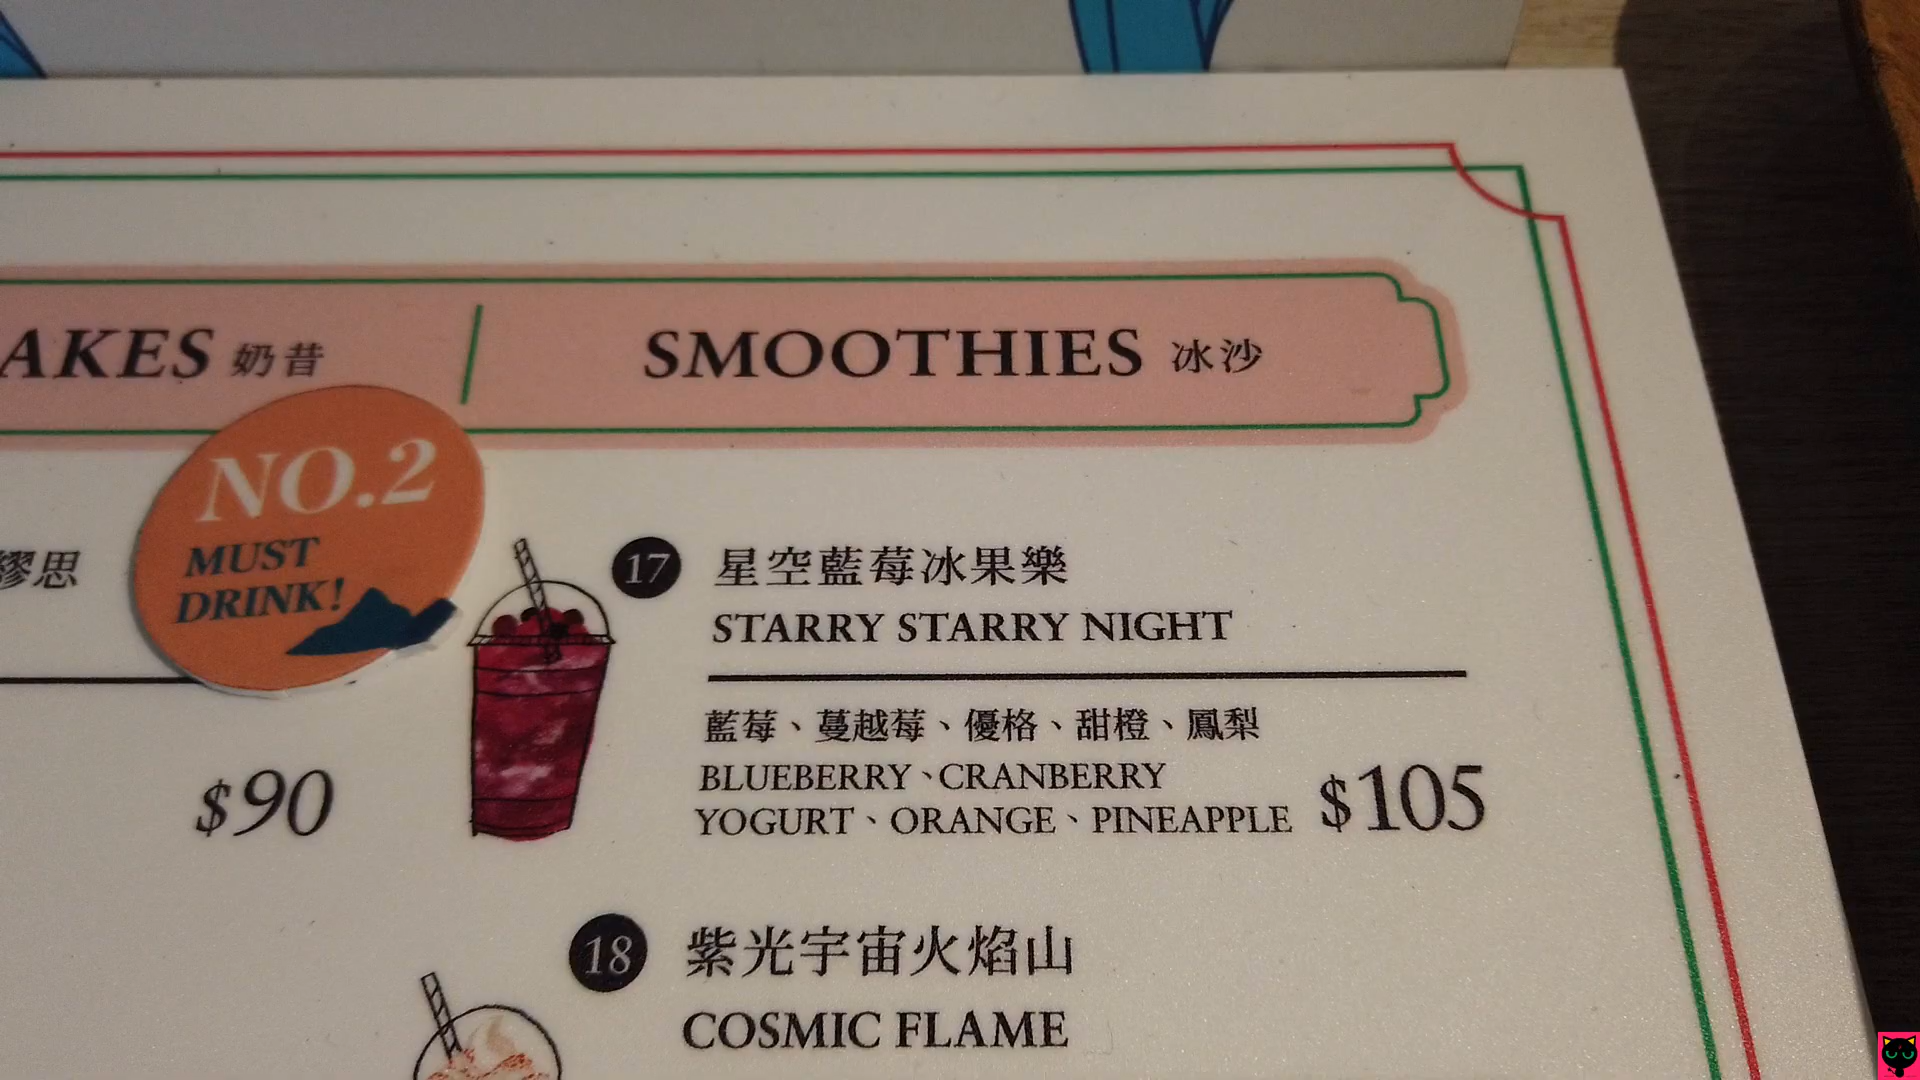 AKES 奶昔
SMOOTHIES 冰沙
NO.2
MUST
DRINK!
繆思
$90
17 星空藍莓冰果樂
STARRY STARRY NIGHT
藍莓、蔓越莓、優格、甜橙、鳳梨
BLUEBERRY、CRANBERRY
YOGURT、ORANGE、PINEAPPLE $105
18 紫光宇宙火焰山
COSMIC FLAME